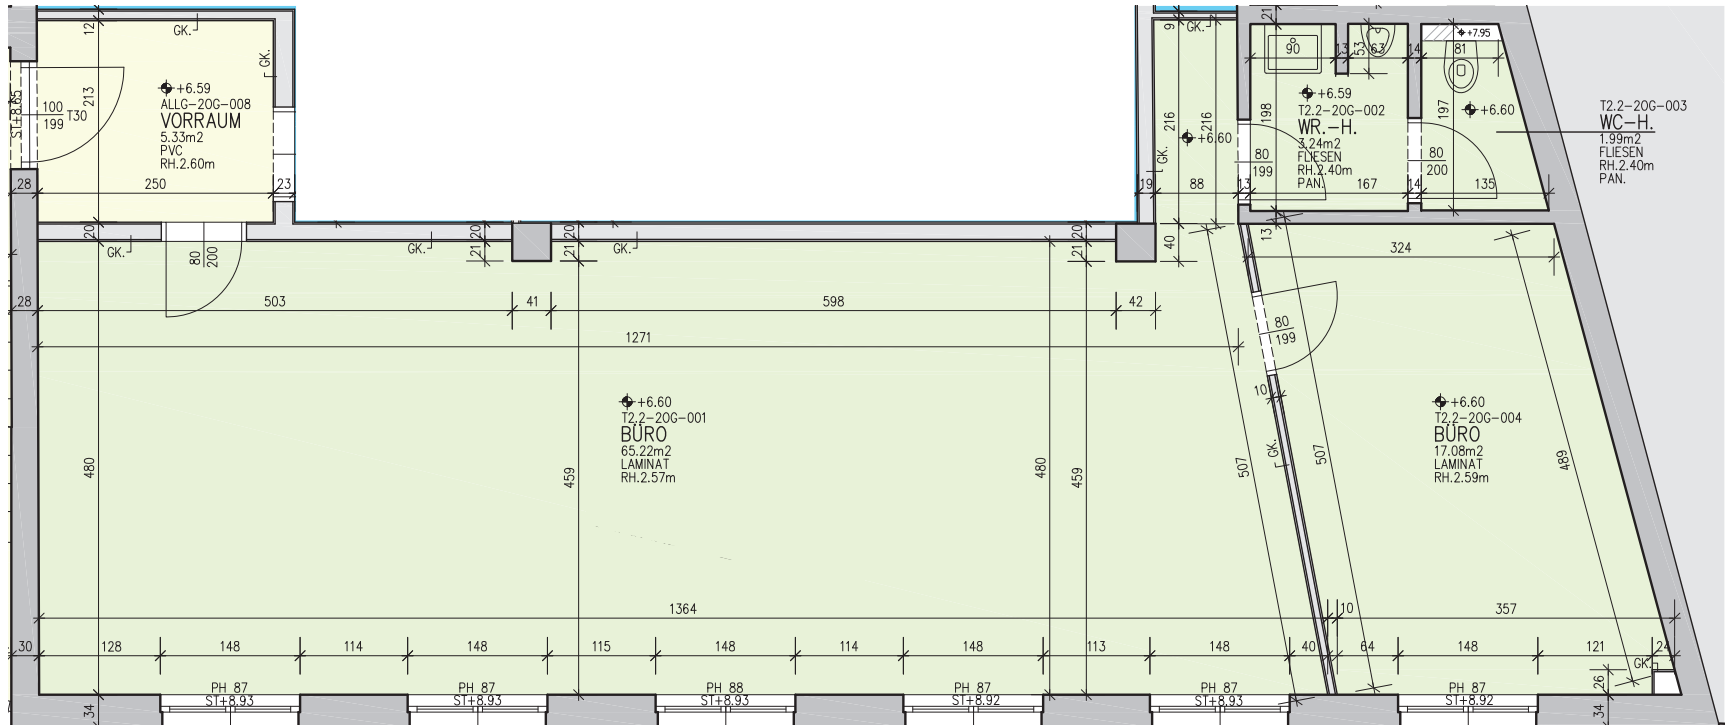 12
GK.
GK.
213
ST+8.65
100
199
T30
+6.59
ALLG-20G-008
VORRAUM
5.33m2
PVC
RH.2.60m
28
250
23
20
GK.
80
200
GK.
20
21
20
21
GK.
20
21
9
GK.
216
216
GK.
+6.60
19
88
40
21
90
13
53
63
14
81
+7.95
198
+6.59
T2.2-20G-002
WR.-H.
3.24m2
FLIESEN
RH.2.40m
PAN.
80
199
13
167
14
197
+6.60
80
200
135
T2.2-20G-003
WC-H.
1.99m2
FLIESEN
RH.2.40m
PAN.
13
324
28
503
41
598
42
1271
80
199
10
GK.
480
459
+6.60
T2.2-20G-001
BÜRO
65.22m2
LAMINAT
RH.2.57m
480
459
507
507
+6.60
T2.2-20G-004
BÜRO
17.08m2
LAMINAT
RH.2.59m
489
1364
10
357
30
128
148
114
148
115
148
114
148
113
148
40
64
148
121
24
GK.
26
34
PH 87
ST+8.93
PH 87
ST+8.93
PH 88
ST+8.93
PH 87
ST+8.92
PH 87
ST+8.93
PH 87
ST+8.92
34